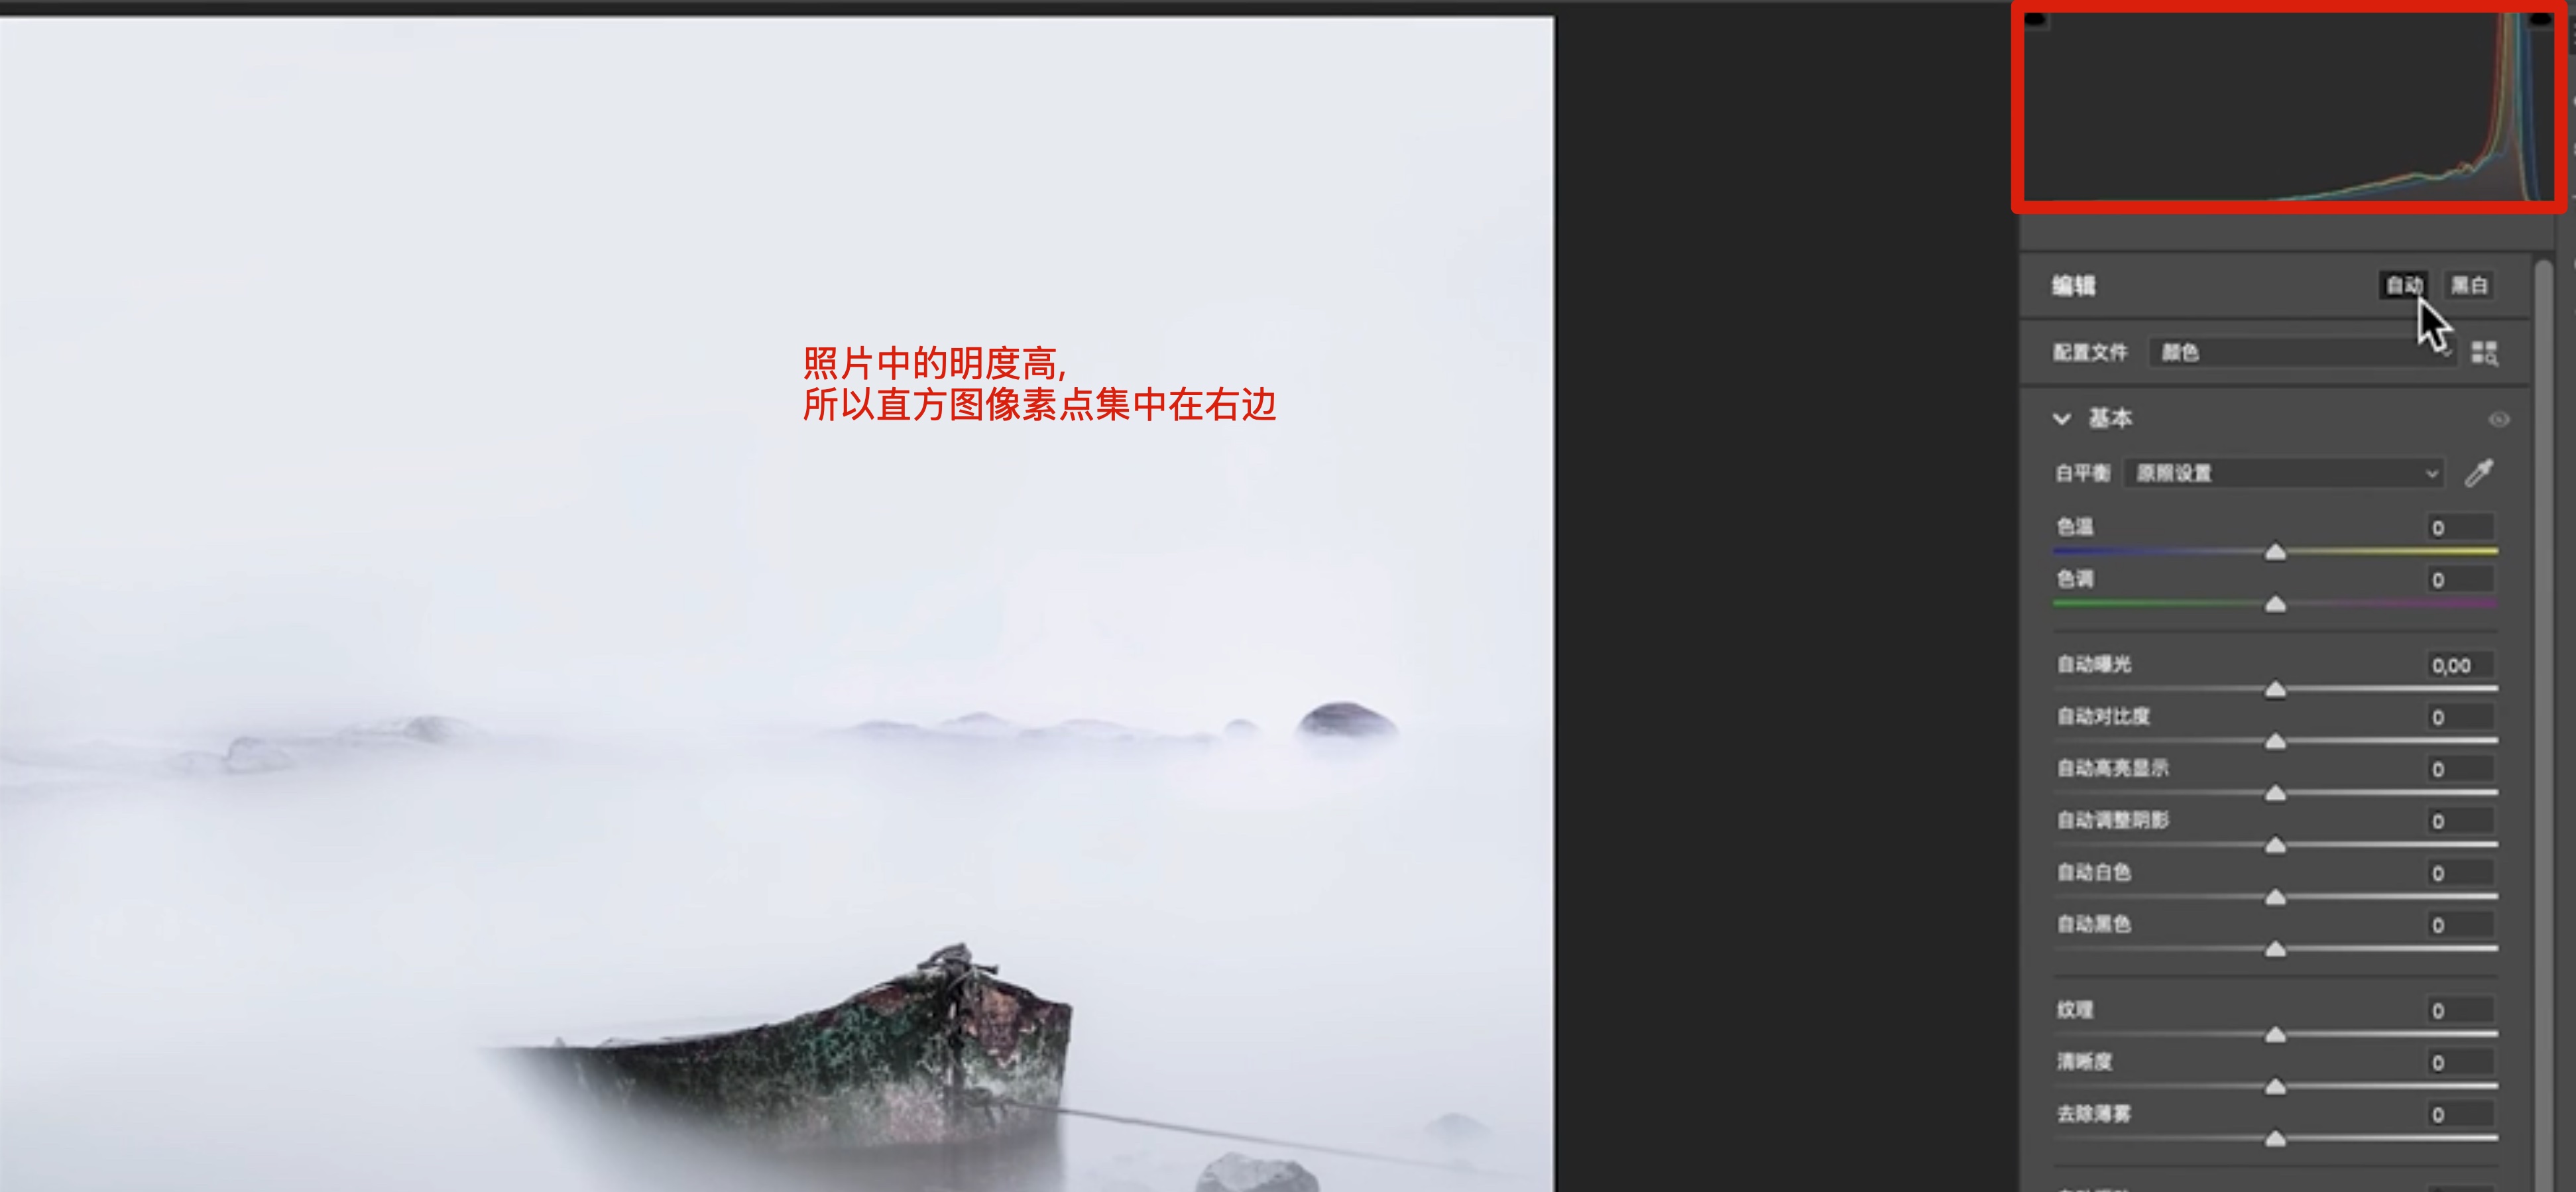 照片中的明度高,
所以直方图像素点集中在右边
编辑
自动
黑白
配置文件
颜色
基本
白平衡
原照设置
色温
0
色调
0
自动曝光
0,00
自动对比度
0
自动高亮显示
0
自动调整阴影
0
自动白色
0
自动黑色
0
纹理
0
清晰度
0
去除薄雾
0